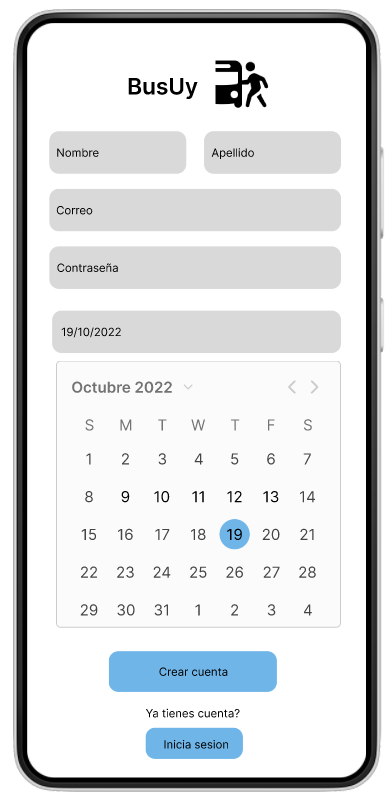 BusUy
Nombre Apellido
Correo
Contraseña
19/10/2022
Octubre 2022
S M T W T F S
1 2 3 4 5 6 7
8 9 10 11 12 13 14
15 16 17 18 19 20 21
22 23 24 25 26 27 28
29 30 31 1 2 3 4
Crear cuenta
Ya tienes cuenta?
Inicia sesion